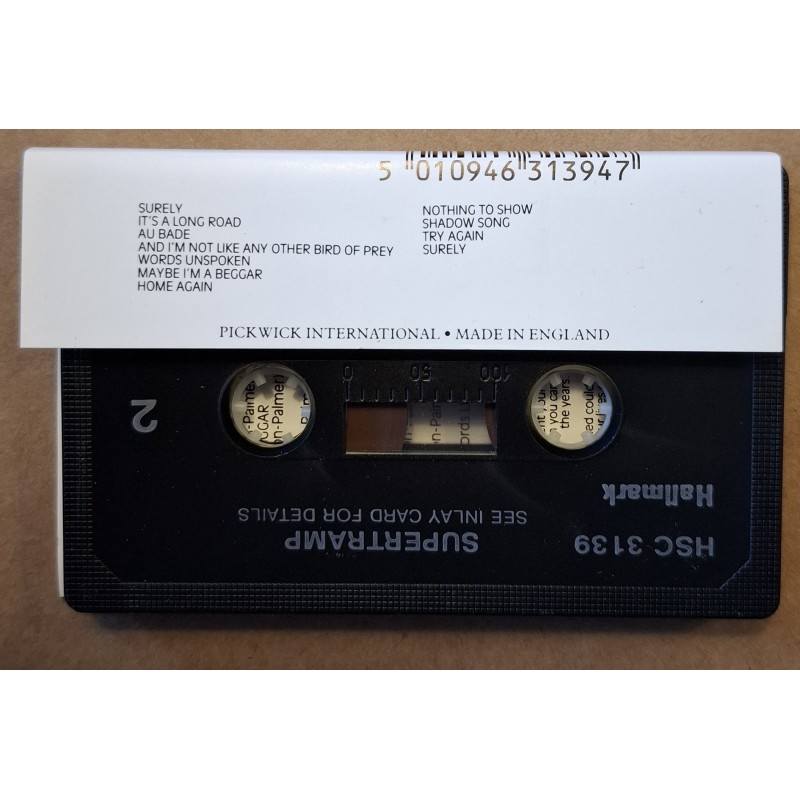 5 010946 313947
SURELY
IT'S A LONG ROAD
AU BADE
AND I'M NOT LIKE ANY OTHER BIRD OF PREY
WORDS UNSPOKEN
MAYBE I'M A BEGGAR
HOME AGAIN
NOTHING TO SHOW
SHADOW SONG
TRY AGAIN
SURELY
PICKWICK INTERNATIONAL • MADE IN ENGLAND
0 50 100
2
Hallmark
SEE INLAY CARD FOR DETAILS
SUPERTRAMP
HSC 3139
the years